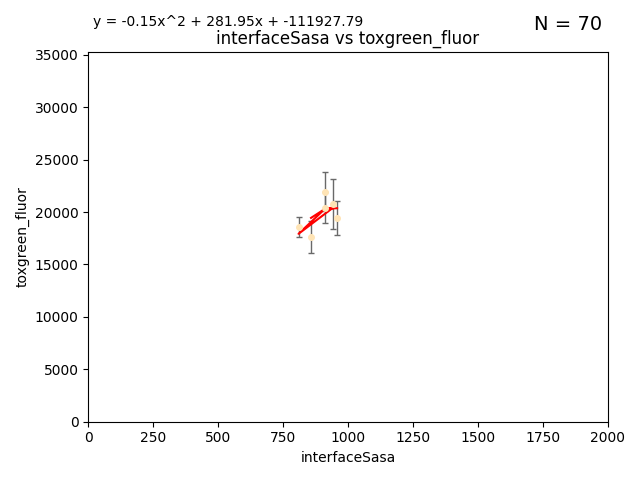 y = -0.15x^2 + 281.95x + -111927.79
N = 70
interfaceSasa vs toxgreen_fluor
35000
30000
25000
20000
15000
10000
5000
0
toxgreen_fluor
0 250 500 750 1000 1250 1500 1750 2000
interfaceSasa